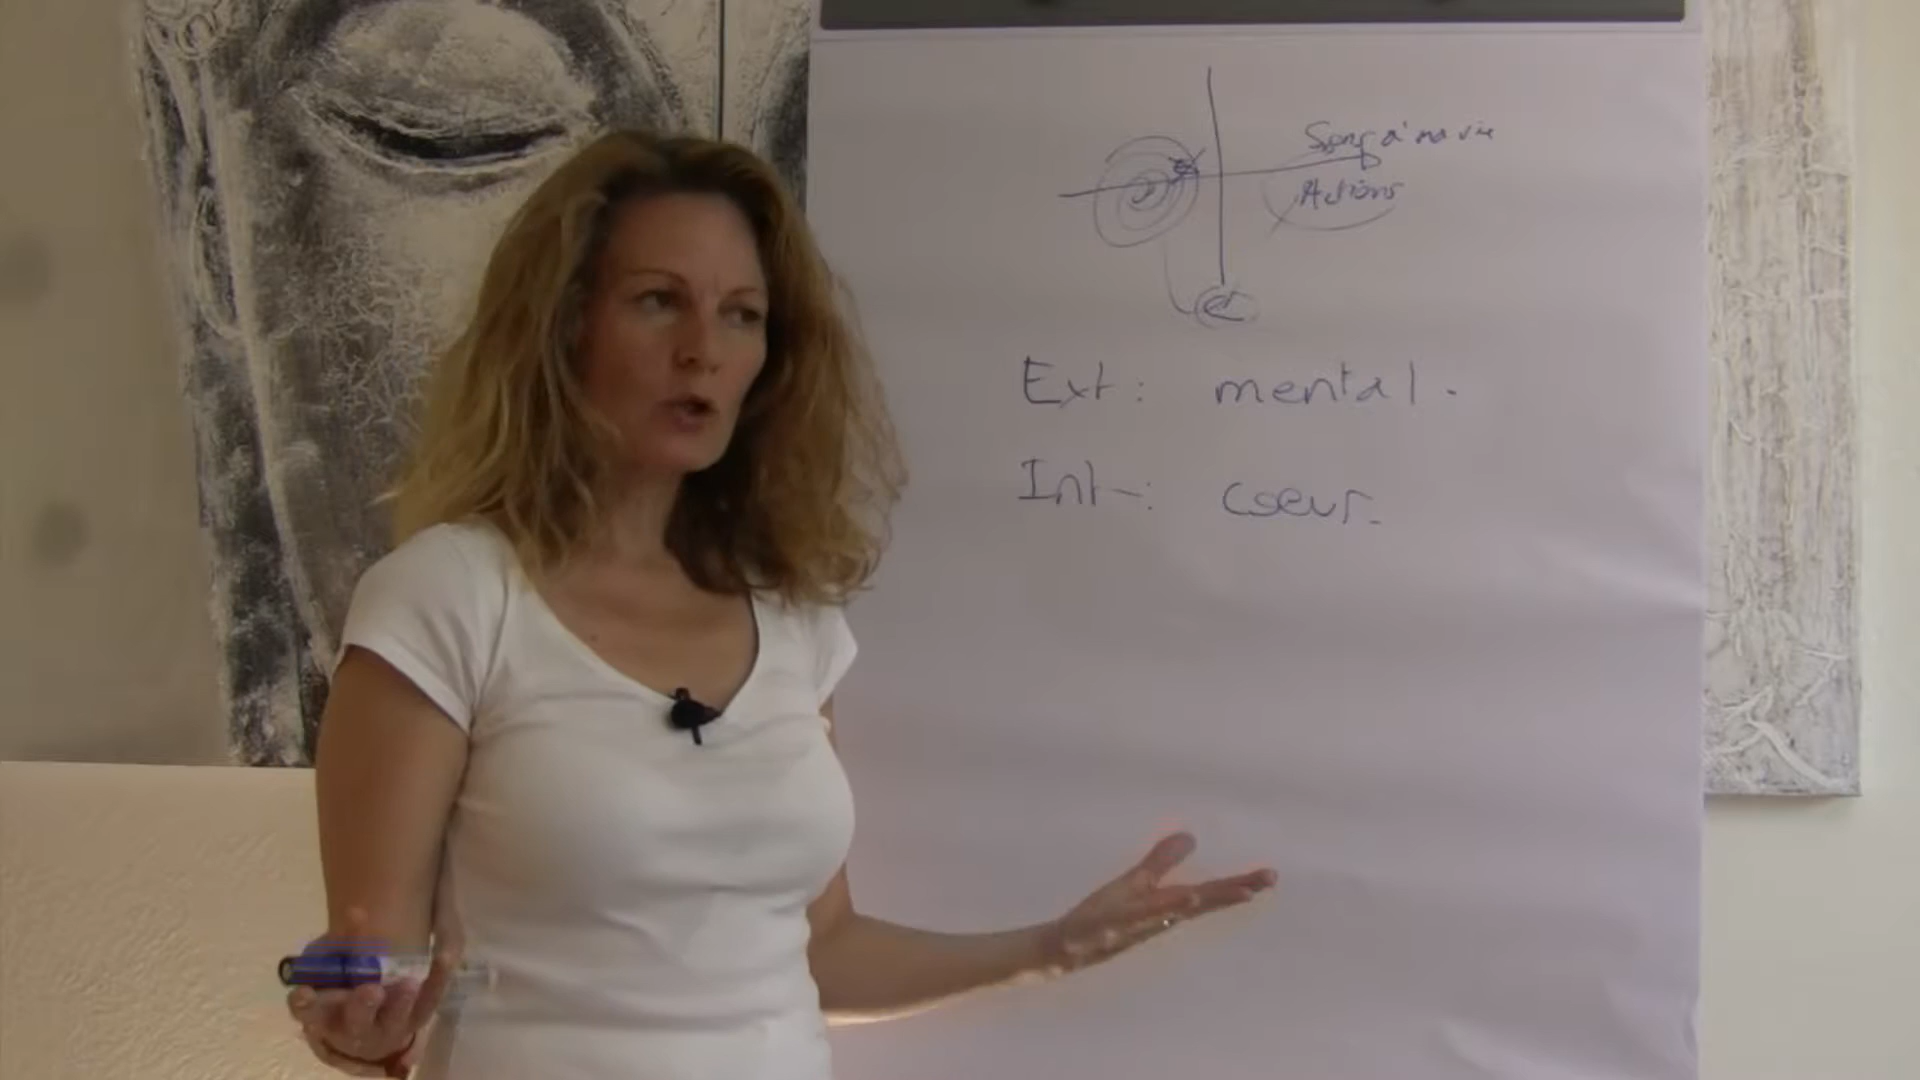 Sens à ma vie
Actions
Ext : mental.
Int : coeur.